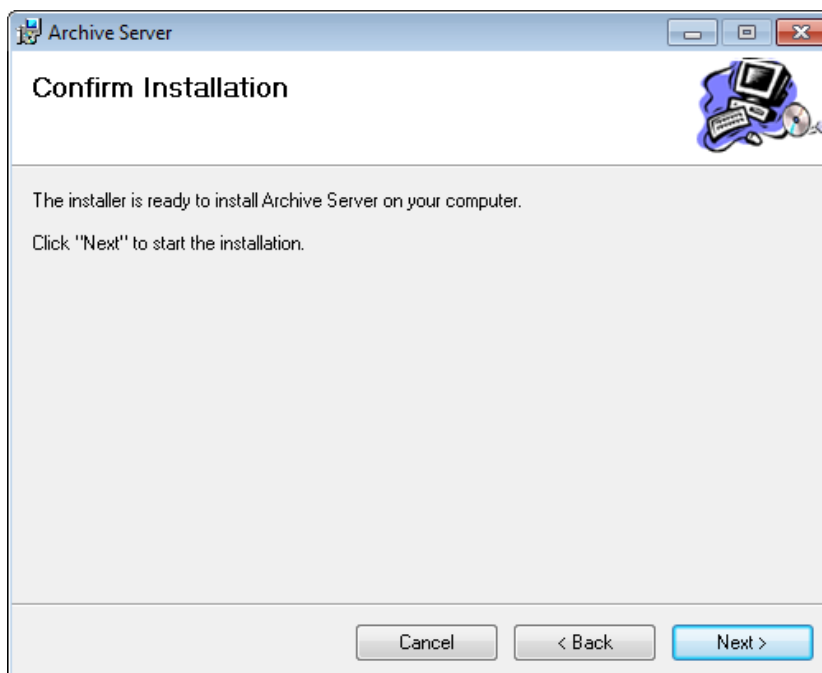 Archive Server
Confirm Installation
The installer is ready to install Archive Server on your computer.
Click "Next" to start the installation.
Cancel
< Back
Next >